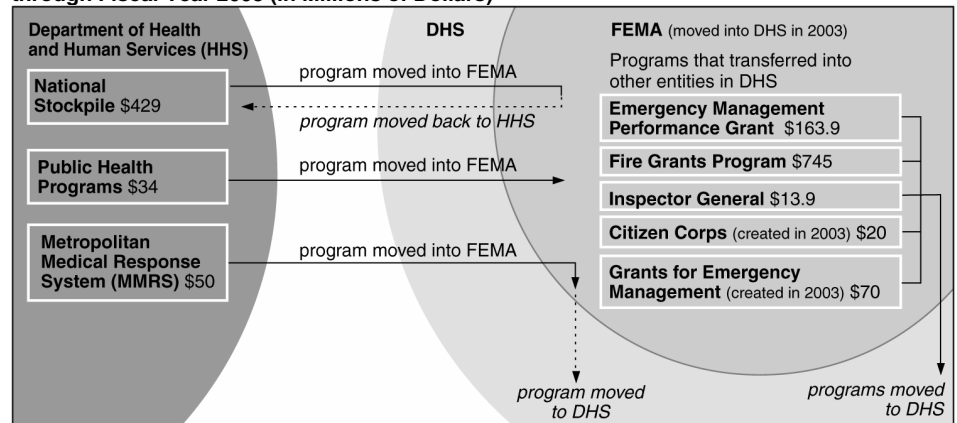 through Fiscal Year 2005 (in Millions of Dollars)
Department of Health
and Human Services (HHS)
National
Stockpile $429
Public Health
Programs $34
Metropolitan
Medical Response
System (MMRS) $50
program moved into FEMA
program moved back to HHS
program moved into FEMA
program moved into FEMA
program moved
to DHS
DHS
FEMA (moved into DHS in 2003)
Programs that transferred into
other entities in DHS
Emergency Management
Performance Grant $163.9
Fire Grants Program $745
Inspector General $13.9
Citizen Corps (created in 2003) $20
Grants for Emergency
Management (created in 2003) $70
programs moved
to DHS